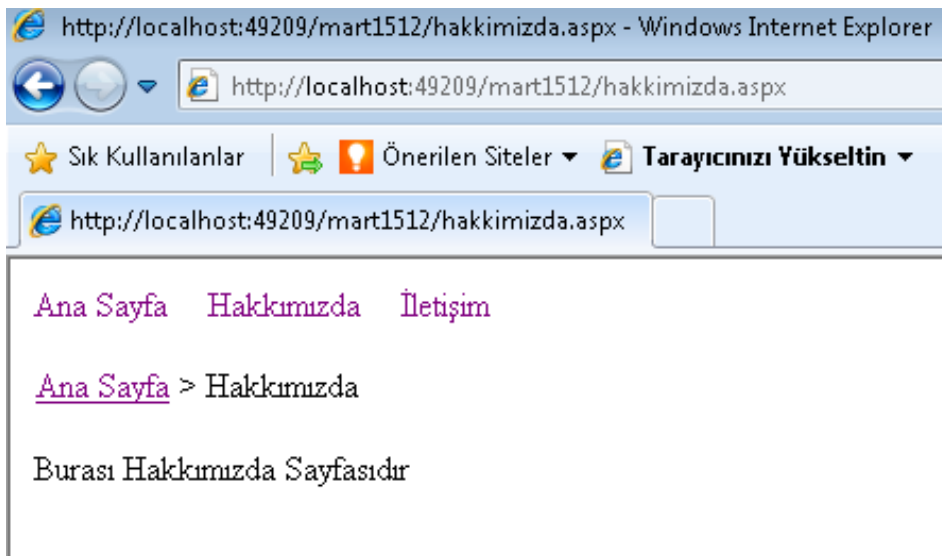 http://localhost:49209/mart1512/hakkimizda.aspx - Windows Internet Explorer
http://localhost:49209/mart1512/hakkimizda.aspx
Sık Kullanılanlar Önerilen Siteler Tarayıcınızı Yükseltin
http://localhost:49209/mart1512/hakkimizda.aspx
Ana Sayfa Hakkımızda İletişim
Ana Sayfa > Hakkımızda
Burası Hakkımızda Sayfasıdır